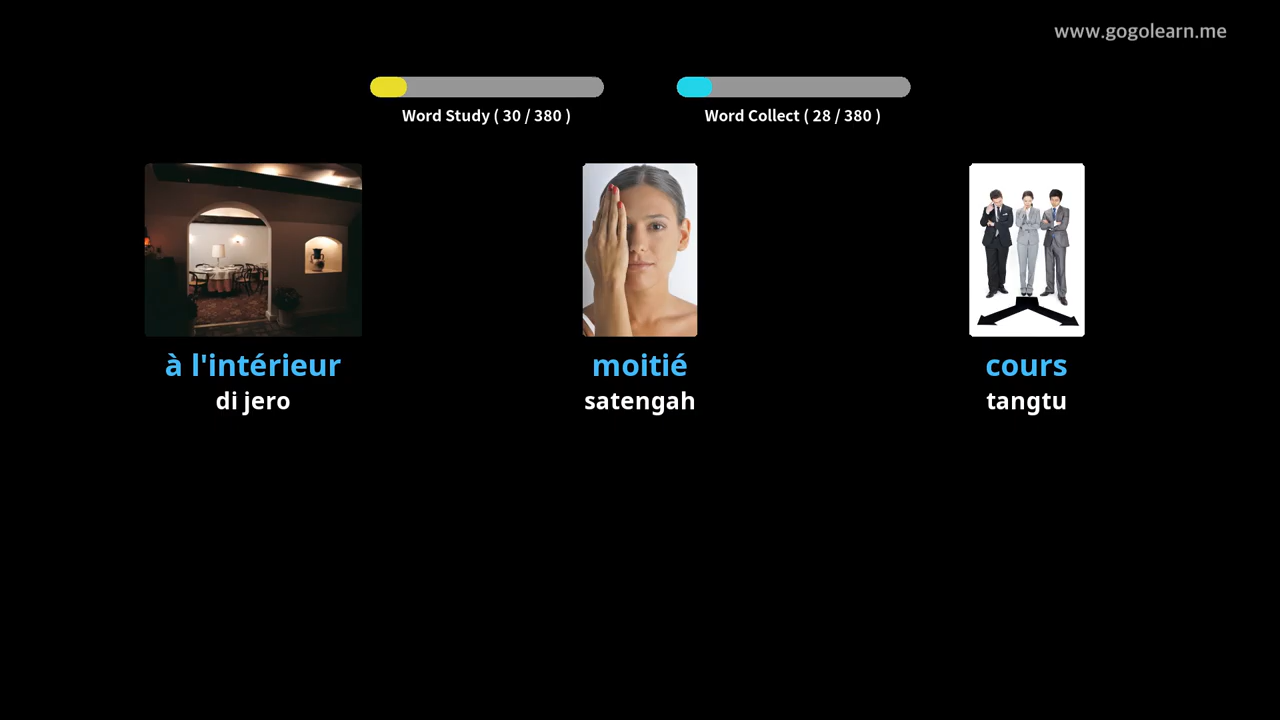 www.gogolearn.me
Word Study ( 30 / 380 )
Word Collect ( 28 / 380 )
à l'intérieur
di jero
moitié
satengah
cours
tangtu